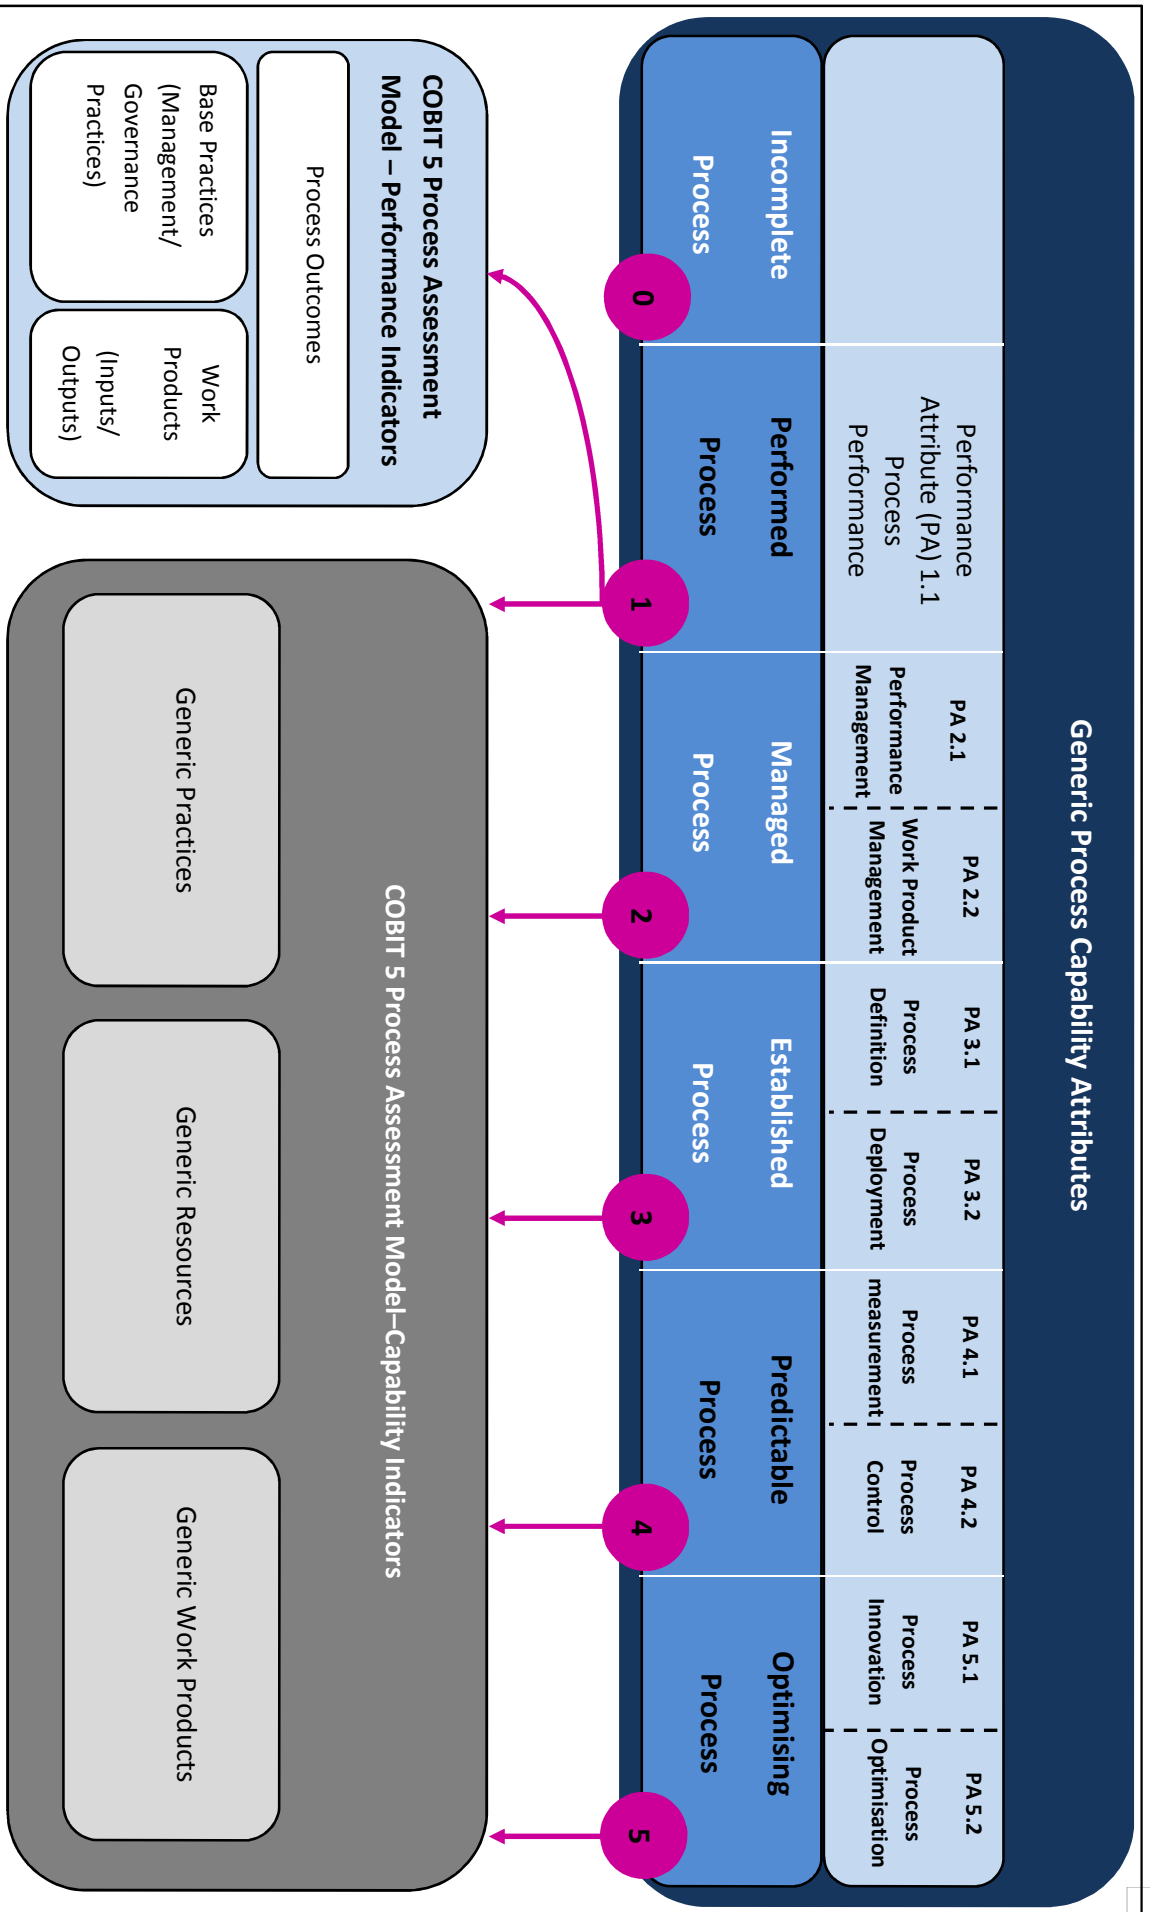 Generic Process Capability Attributes
Performance
Attribute (PA) 1.1
Process
Performance
PA 2.1
Performance
Management
PA 2.2
Work Product
Management
PA 3.1
Process
Definition
PA 3.2
Process
Deployment
PA 4.1
Process
measurement
PA 4.2
Process
Control
PA 5.1
Process
Innovation
PA 5.2
Process
Optimisation
Incomplete
Process
Performed
Process
Managed
Process
Established
Process
Predictable
Process
Optimising
Process
0
1
2
3
4
5
COBIT 5 Process Assessment
Model – Performance Indicators
Process Outcomes
Base Practices
(Management/
Governance
Practices)
Work
Products
(Inputs/
Outputs)
COBIT 5 Process Assessment Model–Capability Indicators
Generic Practices
Generic Resources
Generic Work Products